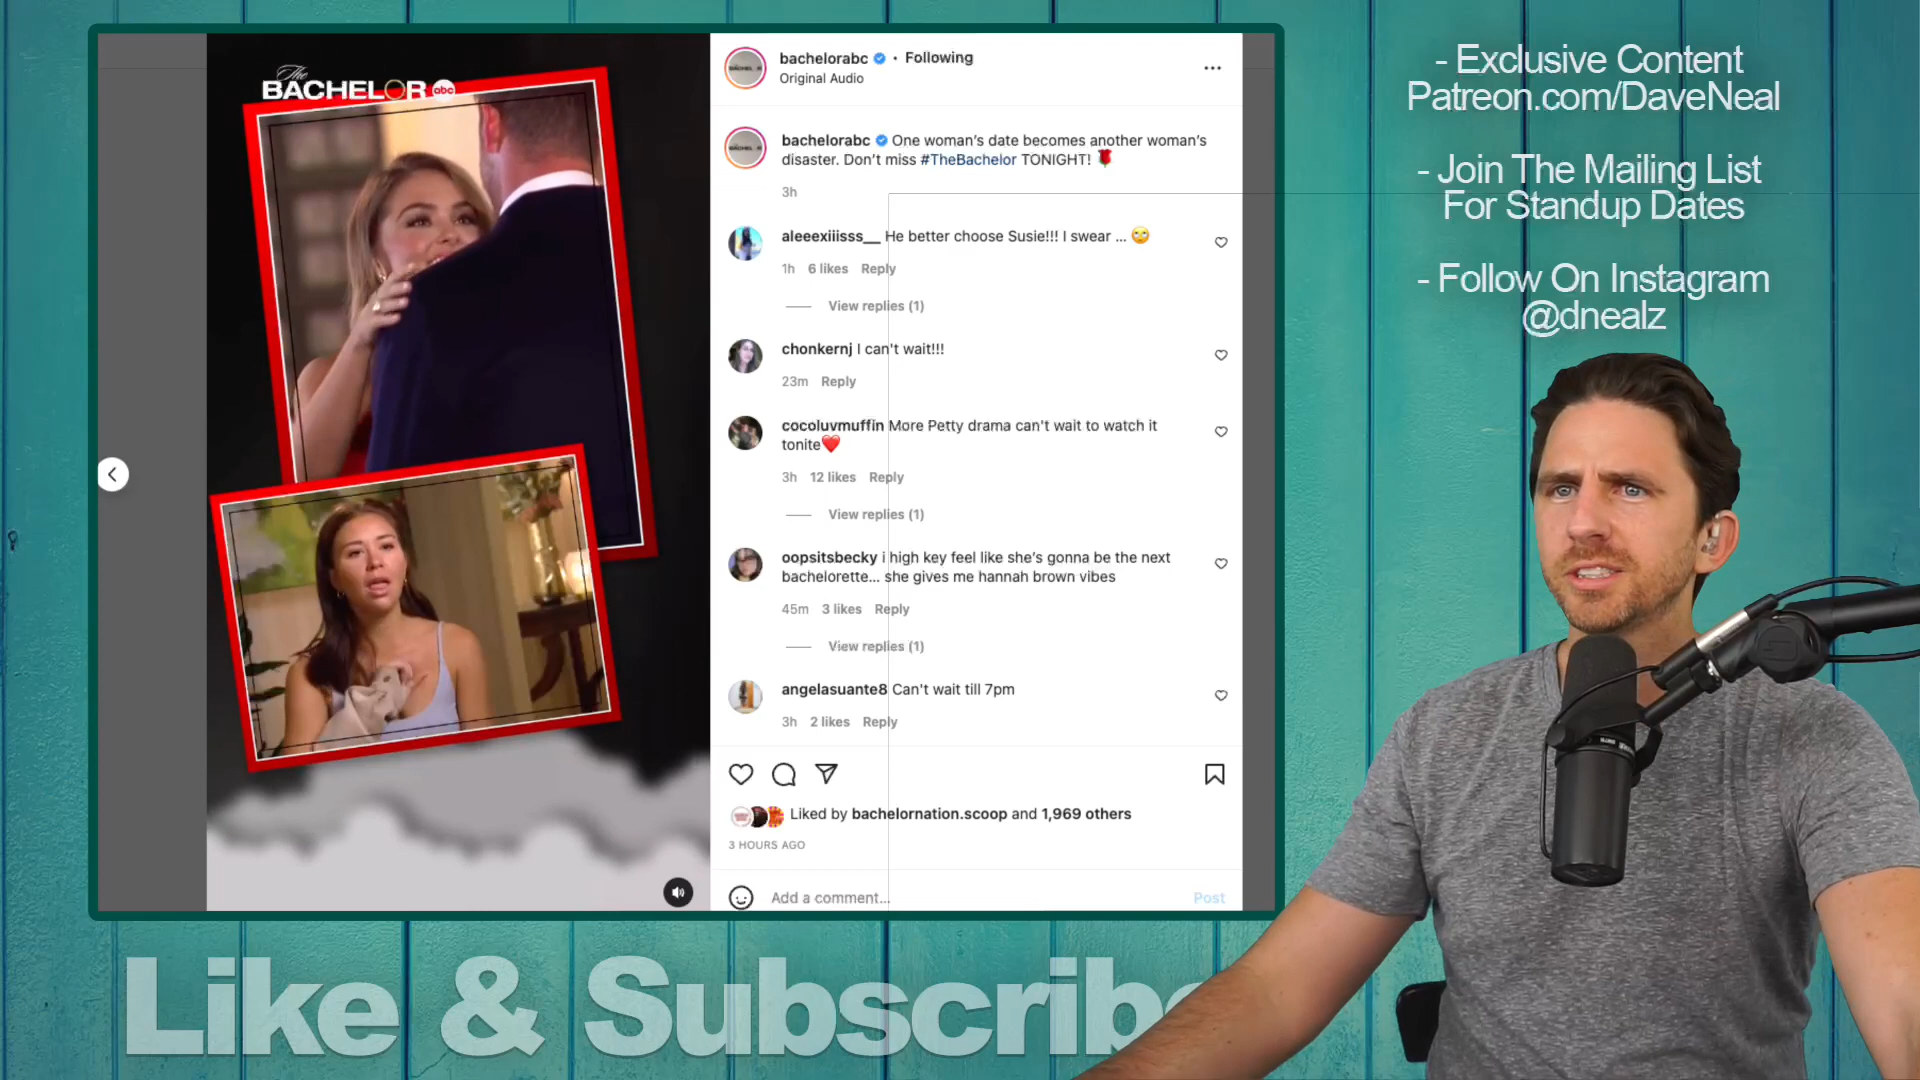 The
BACHELOR abc
bachelorabc • Following
Original Audio
bachelorabc One woman's date becomes another woman's
disaster. Don't miss #TheBachelor TONIGHT! 🌹
3h
aleeexiiisss__ He better choose Susie!!! I swear ... 🙄
1h 6 likes Reply
View replies (1)
chonkernj I can't wait!!!
23m Reply
cocoluvmuffin More Petty drama can't wait to watch it
tonite❤️
3h 12 likes Reply
View replies (1)
oopsitsbecky i high key feel like she's gonna be the next
bachelorette... she gives me hannah brown vibes
45m 3 likes Reply
View replies (1)
angelasuante8 Can't wait till 7pm
3h 2 likes Reply
Liked by bachelornation.scoop and 1,969 others
3 HOURS AGO
Add a comment...
Post
- Exclusive Content
Patreon.com/DaveNeal
- Join The Mailing List
For Standup Dates
- Follow On Instagram
@dnealz
Like & Subscribe